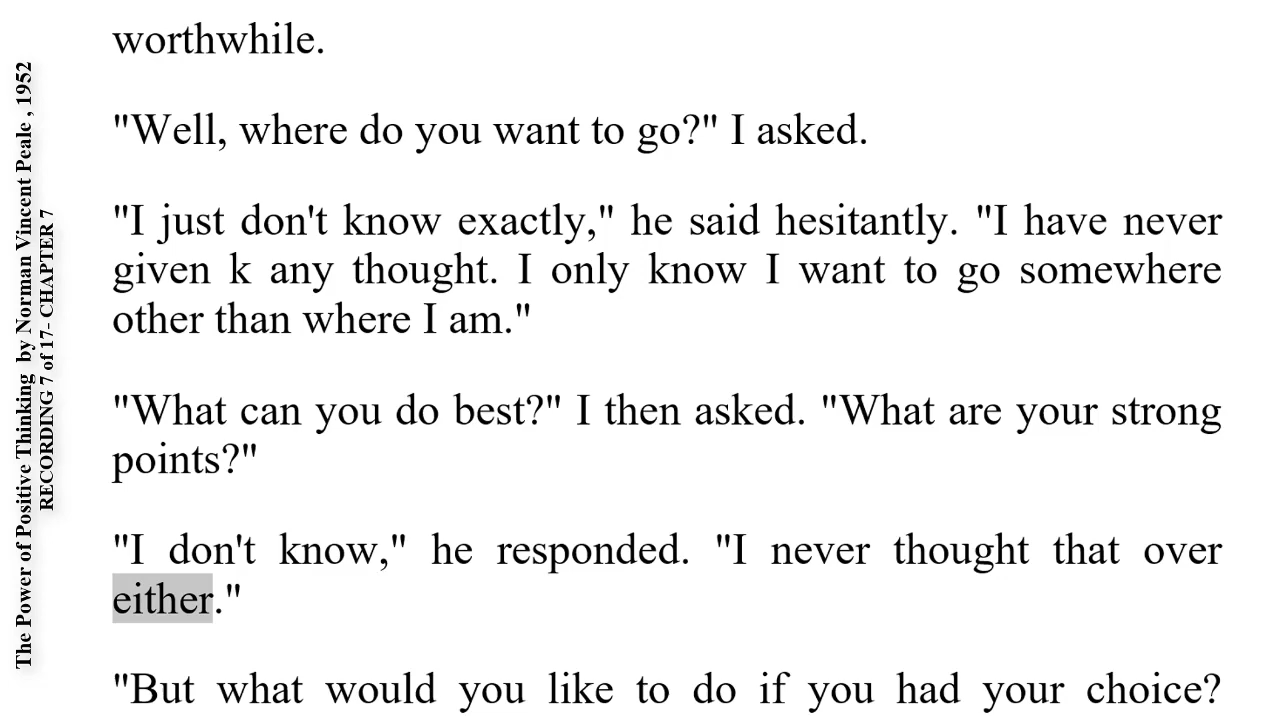 The Power of Positive Thinking by Norman Vincent Peale , 1952
RECORDING 7 of 17- CHAPTER 7
worthwhile.
"Well, where do you want to go?" I asked.
"I just don't know exactly," he said hesitantly. "I have never
given k any thought. I only know I want to go somewhere
other than where I am."
"What can you do best?" I then asked. "What are your strong
points?"
"I don't know," he responded. "I never thought that over
either."
"But what would you like to do if you had your choice?